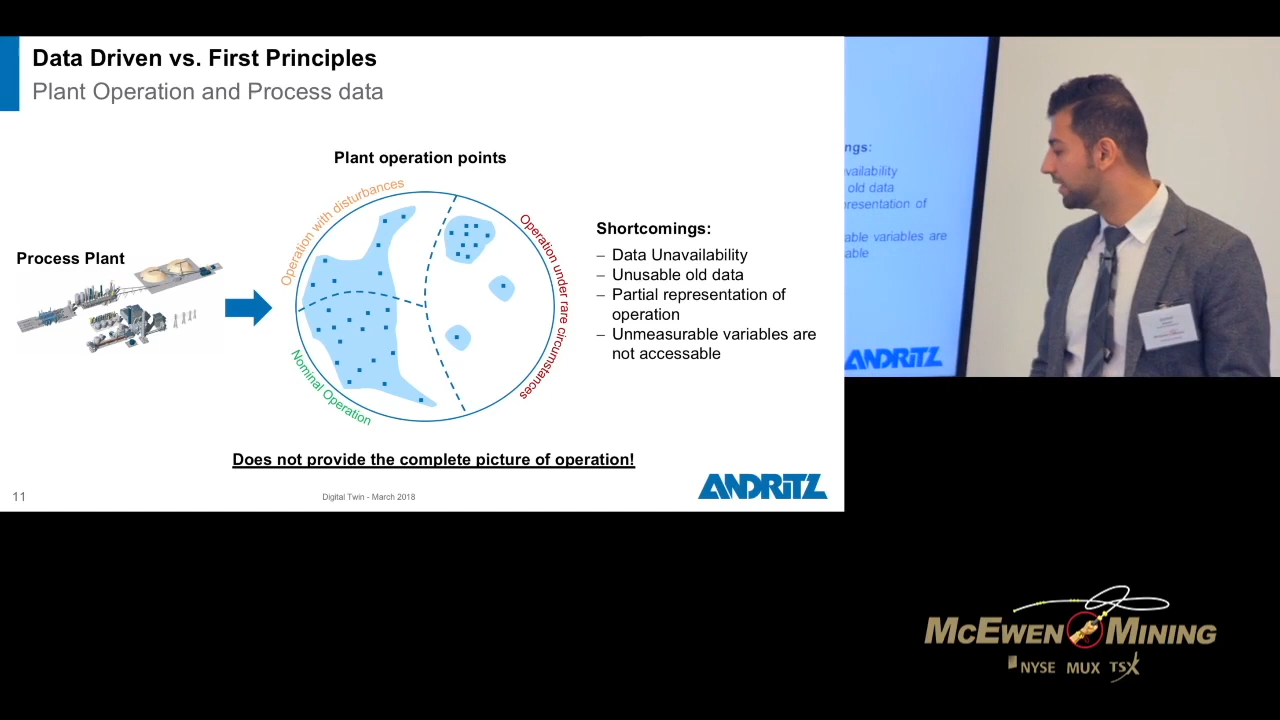 Data Driven vs. First Principles
Plant Operation and Process data
Plant operation points
Process Plant
Operation with disturbances
Nominal Operation
Operation under rare circumstances
Shortcomings:
– Data Unavailability
– Unusable old data
– Partial representation of
operation
– Unmeasurable variables are
not accessable
Does not provide the complete picture of operation!
11
Digital Twin - March 2018
ANDRITZ
ngs:
vailability
old data
resentation of
able variables are
able
ANDRITZ
MCEWEN MINING
NYSE MUX TSX